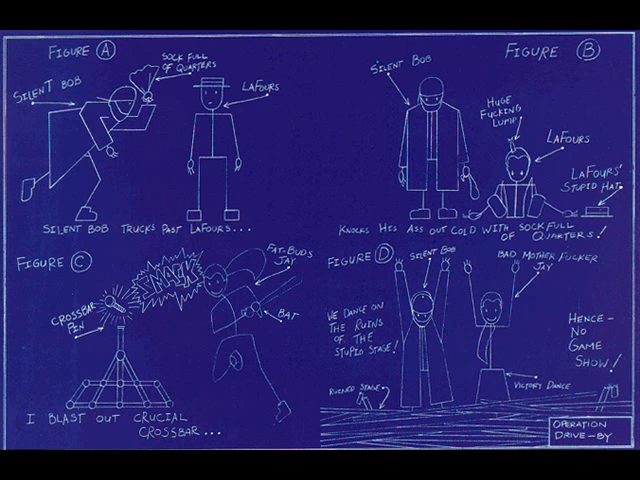 FIGURE A
SILENT BOB
SOCK FULL
OF QUARTERS
LAFOURS
SILENT BOB TRUCKS PAST LAFOURS...
FIGURE B
SILENT BOB
HUGE
FUCKING
LUMP
LAFOURS
LAFOURS'
STUPID HAT
KNOCKS HIS ASS OUT COLD WITH SOCK FULL
OF QUARTERS!
FIGURE C
SMACK
FAT-BUDS
JAY
CROSSBAR
PIN
BAT
I BLAST OUT CRUCIAL
CROSSBAR...
FIGURE D
SILENT BOB
BAD MOTHER FUCKER
JAY
WE DANCE ON
THE RUINS
OF THE
STUPID STAGE!
HENCE-
NO
GAME
SHOW!
RUINED STAGE
VICTORY DANCE
OPERATION
DRIVE-BY